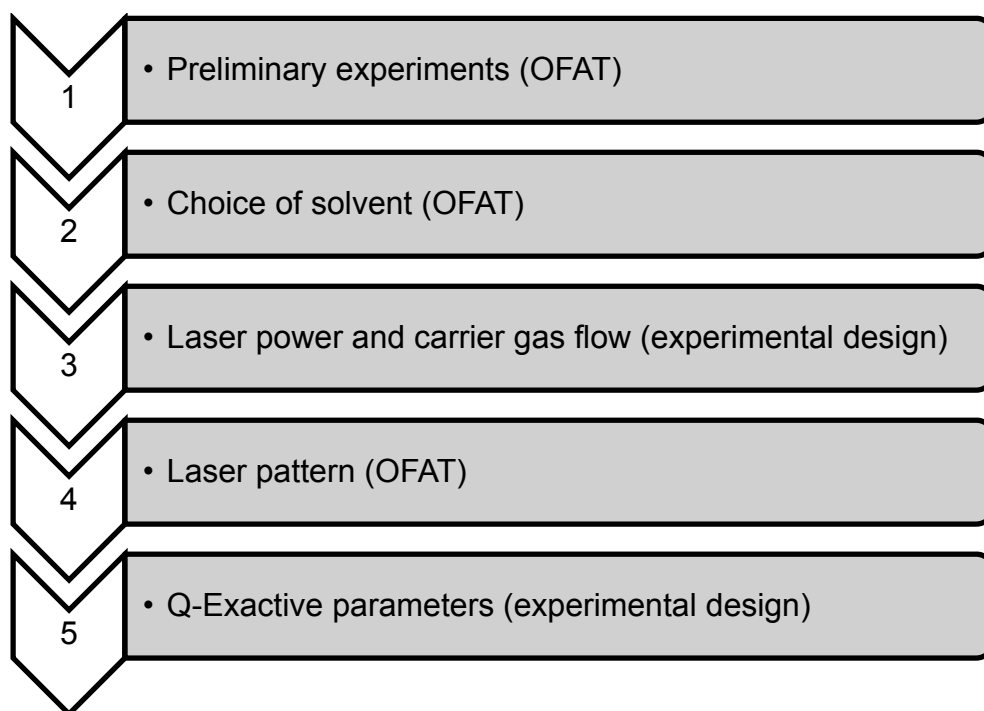 1
• Preliminary experiments (OFAT)
2
• Choice of solvent (OFAT)
3
• Laser power and carrier gas flow (experimental design)
4
• Laser pattern (OFAT)
5
• Q-Exactive parameters (experimental design)